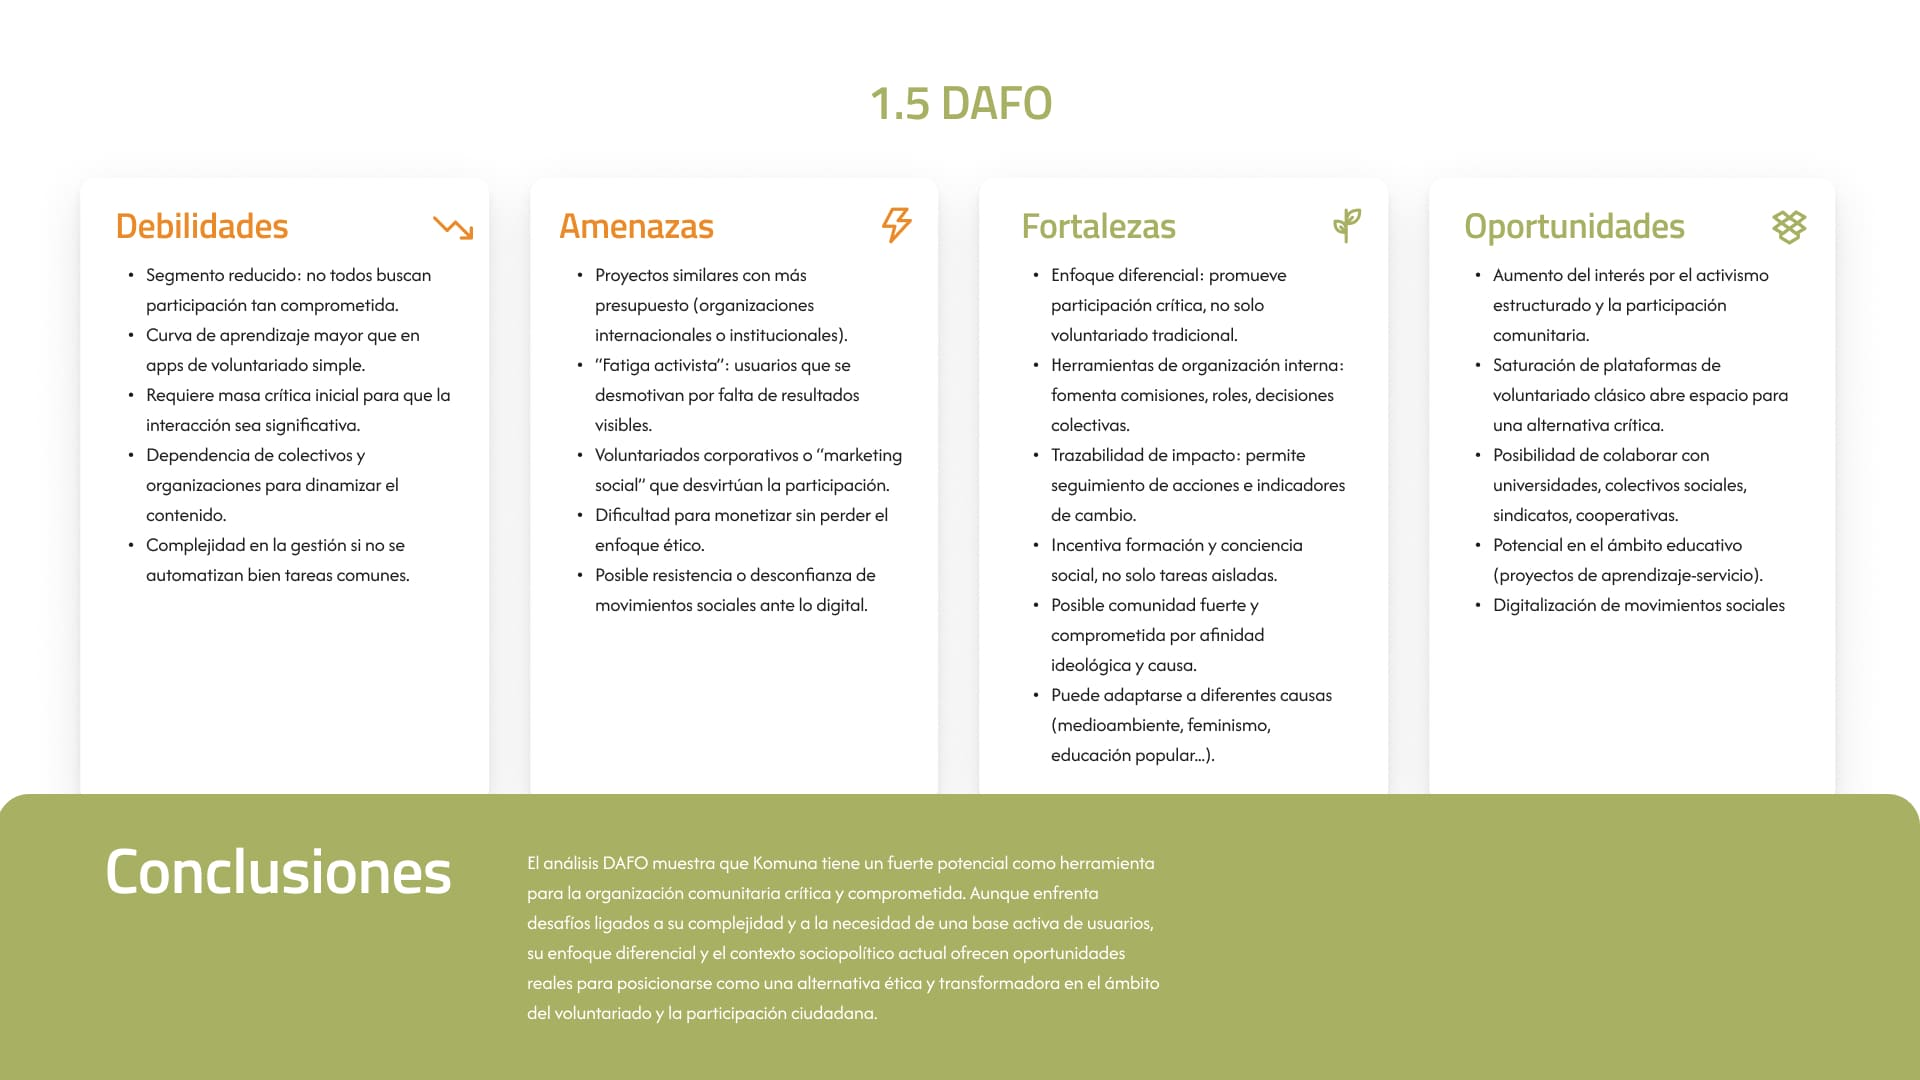 1.5 DAFO
Debilidades
• Segmento reducido: no todos buscan
participación tan comprometida.
• Curva de aprendizaje mayor que en
apps de voluntariado simple.
• Requiere masa crítica inicial para que la
interacción sea significativa.
• Dependencia de colectivos y
organizaciones para dinamizar el
contenido.
• Complejidad en la gestión si no se
automatizan bien tareas comunes.
Amenazas
• Proyectos similares con más
presupuesto (organizaciones
internacionales o institucionales).
• “Fatiga activista”: usuarios que se
desmotivan por falta de resultados
visibles.
• Voluntariados corporativos o “marketing
social” que desvirtúan la participación.
• Dificultad para monetizar sin perder el
enfoque ético.
• Posible resistencia o desconfianza de
movimientos sociales ante lo digital.
Fortalezas
• Enfoque diferencial: promueve
participación crítica, no solo
voluntariado tradicional.
• Herramientas de organización interna:
fomenta comisiones, roles, decisiones
colectivas.
• Trazabilidad de impacto: permite
seguimiento de acciones e indicadores
de cambio.
• Incentiva formación y conciencia
social, no solo tareas aisladas.
• Posible comunidad fuerte y
comprometida por afinidad
ideológica y causa.
• Puede adaptarse a diferentes causas
(medioambiente, feminismo,
educación popular...).
Oportunidades
• Aumento del interés por el activismo
estructurado y la participación
comunitaria.
• Saturación de plataformas de
voluntariado clásico abre espacio para
una alternativa crítica.
• Posibilidad de colaborar con
universidades, colectivos sociales,
sindicatos, cooperativas.
• Potencial en el ámbito educativo
(proyectos de aprendizaje-servicio).
• Digitalización de movimientos sociales
Conclusiones
El análisis DAFO muestra que Komuna tiene un fuerte potencial como herramienta
para la organización comunitaria crítica y comprometida. Aunque enfrenta
desafíos ligados a su complejidad y a la necesidad de una base activa de usuarios,
su enfoque diferencial y el contexto sociopolítico actual ofrecen oportunidades
reales para posicionarse como una alternativa ética y transformadora en el ámbito
del voluntariado y la participación ciudadana.